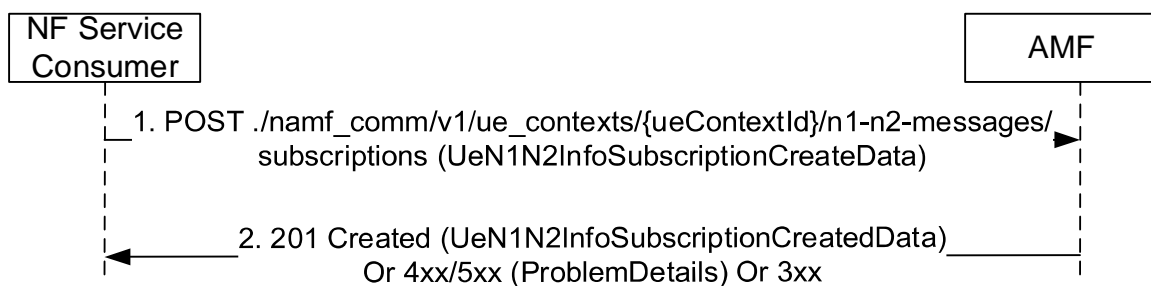 NF Service
Consumer
AMF
1. POST ./namf_comm/v1/ue_contexts/{ueContextId}/n1-n2-messages/
subscriptions (UeN1N2InfoSubscriptionCreateData)
2. 201 Created (UeN1N2InfoSubscriptionCreatedData)
Or 4xx/5xx (ProblemDetails) Or 3xx